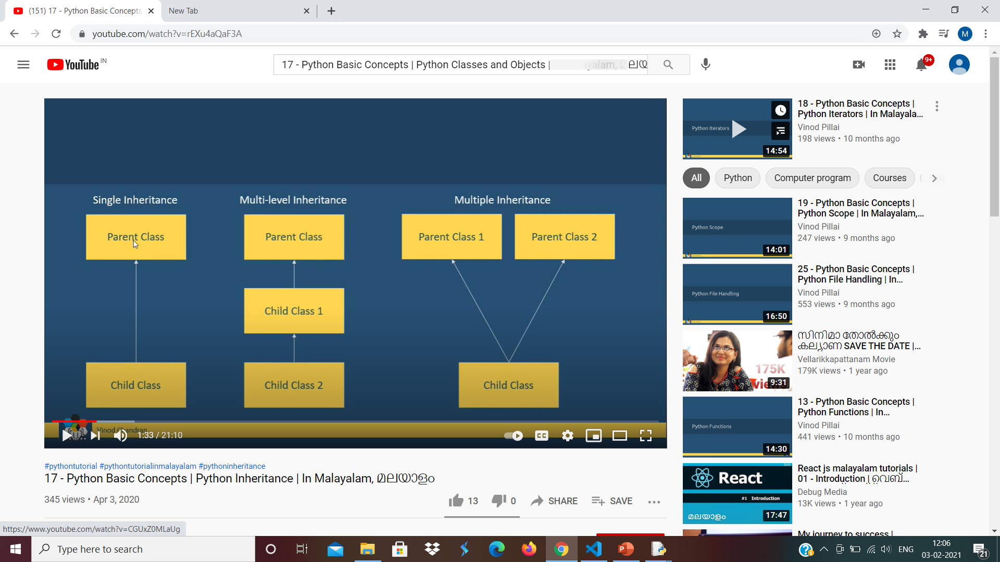 (151) 17 - Python Basic Concepts
New Tab
youtube.com/watch?v=rEXu4aQaF3A
M
YouTube IN
17 - Python Basic Concepts | Python Classes and Objects |
9+
Single Inheritance
Multi-level Inheritance
Multiple Inheritance
Parent Class
Parent Class
Parent Class 1
Parent Class 2
Child Class 1
Child Class
Child Class 2
Child Class
Vinod Chandran
1:33 / 21:10
CC
#pythontutorial #pythontutorialinmalayalam #pythoninheritance
17 - Python Basic Concepts | Python Inheritance | In Malayalam, മലയാളം
345 views • Apr 3, 2020
13
0
SHARE
SAVE
https://www.youtube.com/watch?v=CGUxZ0MLaUg
Python Iterators
14:54
18 - Python Basic Concepts |
Python Iterators | In Malayala...
Vinod Pillai
198 views • 10 months ago
All
Python
Computer program
Courses
Python Scope
14:01
19 - Python Basic Concepts |
Python Scope | In Malayalam,...
Vinod Pillai
247 views • 9 months ago
Python File Handling
16:50
25 - Python Basic Concepts |
Python File Handling | In...
Vinod Pillai
553 views • 9 months ago
175K
views
9:31
സിനിമാ തോൽക്കും
കല്യാണ SAVE THE DATE |...
Vellarikkapattanam Movie
179K views • 1 year ago
Python Functions
14:30
13 - Python Basic Concepts |
Python Functions | In...
Vinod Pillai
441 views • 10 months ago
2019
React
#1 Introduction
മലയാളം
17:47
React js malayalam tutorials |
01 - Introduction | വെബ്...
Debug Media
13K views • 1 year ago
My journey to success |
Type here to search
ENG
12:06
03-02-2021
21